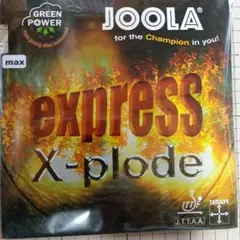 GREEN
POWER
JOOLA
for the Champion in you!
max
express
X-plode
ITTF
J.T.T.A.A.
TENSOR